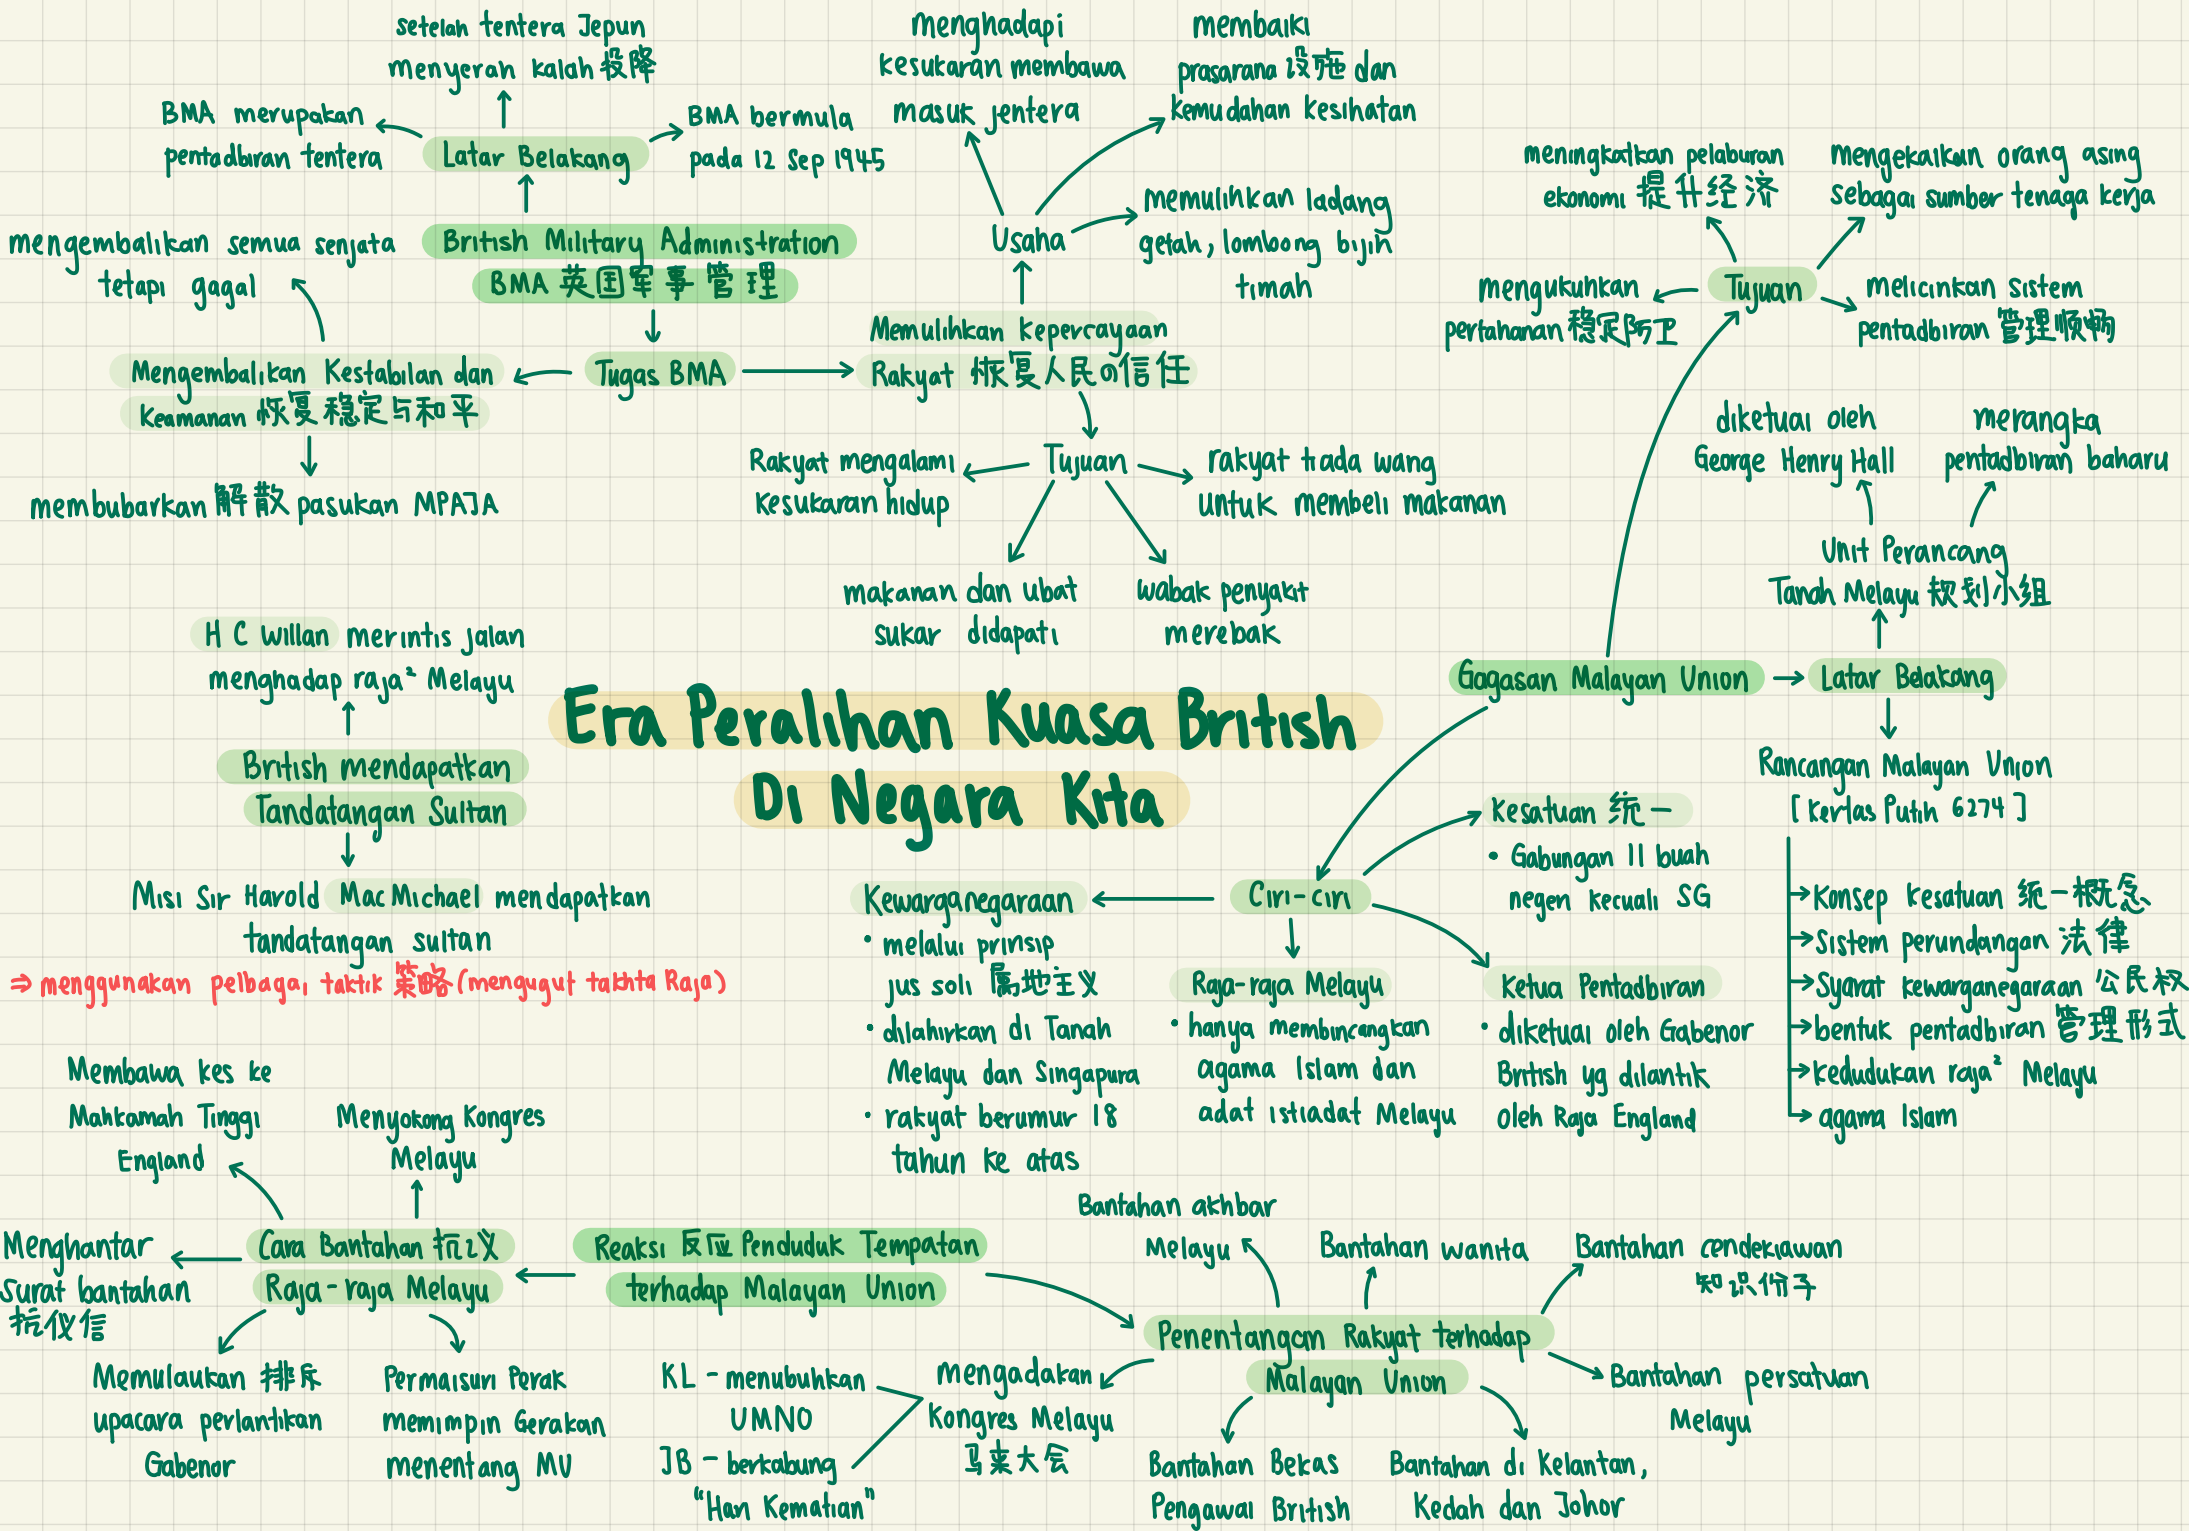 setelah tentera Jepun
menyerah kalah 投降
BMA merupakan
pentadbiran tentera
BMA bermula
pada 12 Sep 1945
Latar Belakang
British Military Administration
BMA 英国军事管理
mengembalikan semua senjata
tetapi gagal
Mengembalikan Kestabilan dan
Keamanan 恢复稳定与和平
Tugas BMA
membubarkan 解散 pasukan MPAJA
menghadapi
kesukaran membawa
masuk jentera
membaiki
prasarana 设施 dan
kemudahan kesihatan
Usaha
memulihkan ladang
getah, lombong bijih
timah
Memulihkan Kepercayaan
Rakyat 恢复人民の信任
Tujuan
Rakyat mengalami
kesukaran hidup
rakyat tiada wang
untuk membeli makanan
makanan dan ubat
sukar didapati
wabak penyakit
merebak
meningkatkan pelaburan
ekonomi 提升经济
mengekalkan orang asing
sebagai sumber tenaga kerja
Tujuan
mengukuhkan
pertahanan 稳定防卫
melicinkan sistem
pentadbiran 管理顺畅
diketuai oleh
George Henry Hall
merangka
pentadbiran baharu
Unit Perancang
Tanah Melayu 规划小组
Gagasan Malayan Union
Latar Belakang
Rancangan Malayan Union
[Kertas Putih 6274]
Konsep kesatuan 统一概念
Sistem perundangan 法律
Syarat kewarganegaraan 公民权
bentuk pentadbiran 管理形式
kedudukan raja² Melayu
agama Islam
H C Willan merintis jalan
menghadap raja² Melayu
British mendapatkan
Tandatangan Sultan
Misi Sir Harold MacMichael mendapatkan
tandatangan sultan
⇒ menggunakan pelbagai taktik 策略 (mengugut takhta Raja)
Era Peralihan Kuasa British
Di Negara Kita
Ciri-ciri
Kesatuan 统一
• Gabungan 11 buah
negeri kecuali SG
Kewarganegaraan
• melalui prinsip
jus soli 属地主义
• dilahirkan di Tanah
Melayu dan Singapura
• rakyat berumur 18
tahun ke atas
Raja-raja Melayu
• hanya membincangkan
agama Islam dan
adat istiadat Melayu
Ketua Pentadbiran
• diketuai oleh Gabenor
British yg dilantik
oleh Raja England
Membawa kes ke
Mahkamah Tinggi
England
Menyokong Kongres
Melayu
Menghantar
surat bantahan
抗仪信
Cara Bantahan 抗议
Raja-raja Melayu
Memulaukan 排斥
upacara perlantikan
Gabenor
Permaisuri Perak
memimpin Gerakan
menentang MU
Reaksi 反应 Penduduk Tempatan
terhadap Malayan Union
Bantahan akhbar
Melayu
Bantahan wanita
Bantahan cendekiawan
知识份子
Penentangan Rakyat terhadap
Malayan Union
Bantahan persatuan
Melayu
mengadakan
Kongres Melayu
马来大会
KL - menubuhkan
UMNO
JB - berkabung
"Hari Kematian"
Bantahan Bekas
Pengawai British
Bantahan di Kelantan,
Kedah dan Johor